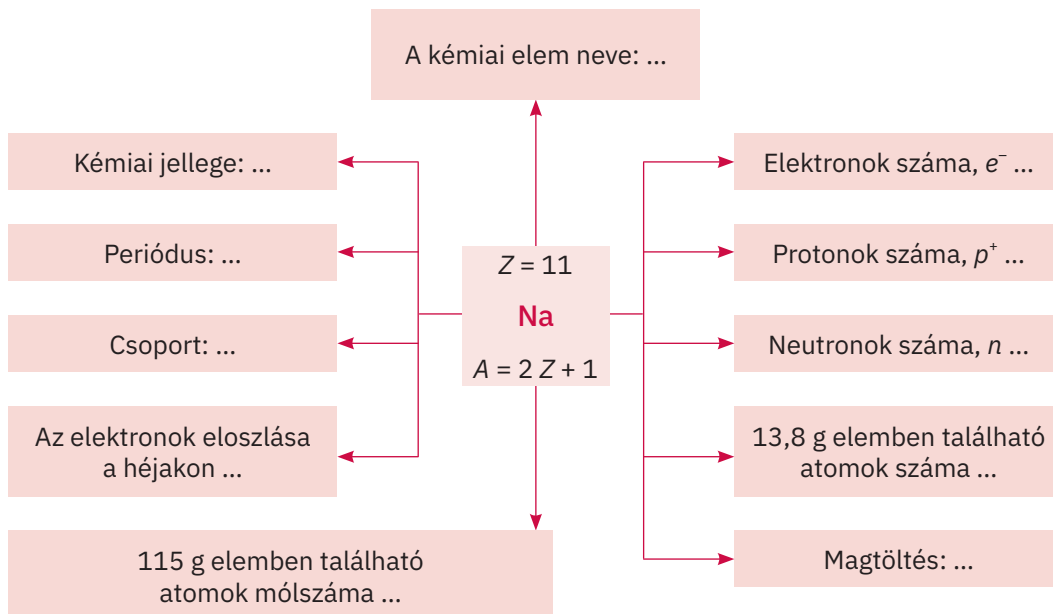 A kémiai elem neve: ...
Kémiai jellege: ...
Periódus: ...
Csoport: ...
Az elektronok eloszlása
a héjakon ...
115 g elemben található
atomok mólszáma ...
Z = 11
Na
A = 2 Z + 1
Elektronok száma, e⁻ ...
Protonok száma, p⁺ ...
Neutronok száma, n ...
13,8 g elemben található
atomok száma ...
Magtöltés: ...